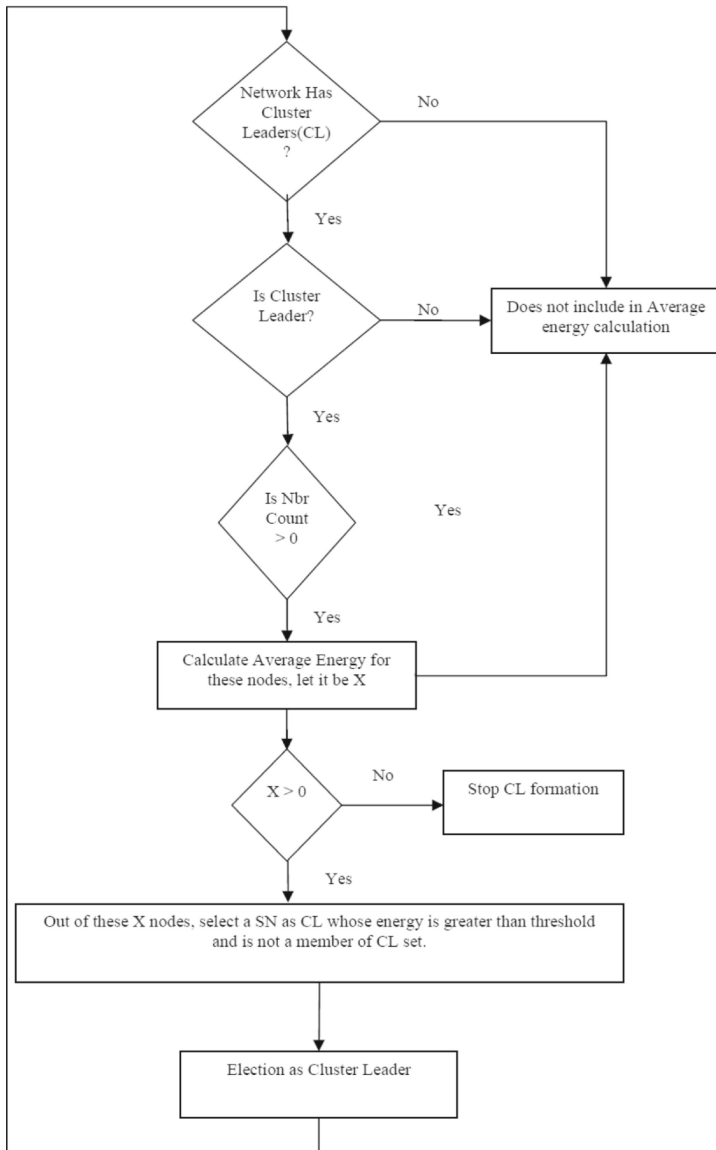 Network Has
Cluster
Leaders(CL)
?
No
Yes
Is Cluster
Leader?
No
Does not include in Average
energy calculation
Yes
Is Nbr
Count
> 0
Yes
Yes
Calculate Average Energy for
these nodes, let it be X
X > 0
No
Stop CL formation
Yes
Out of these X nodes, select a SN as CL whose energy is greater than threshold
and is not a member of CL set.
Election as Cluster Leader